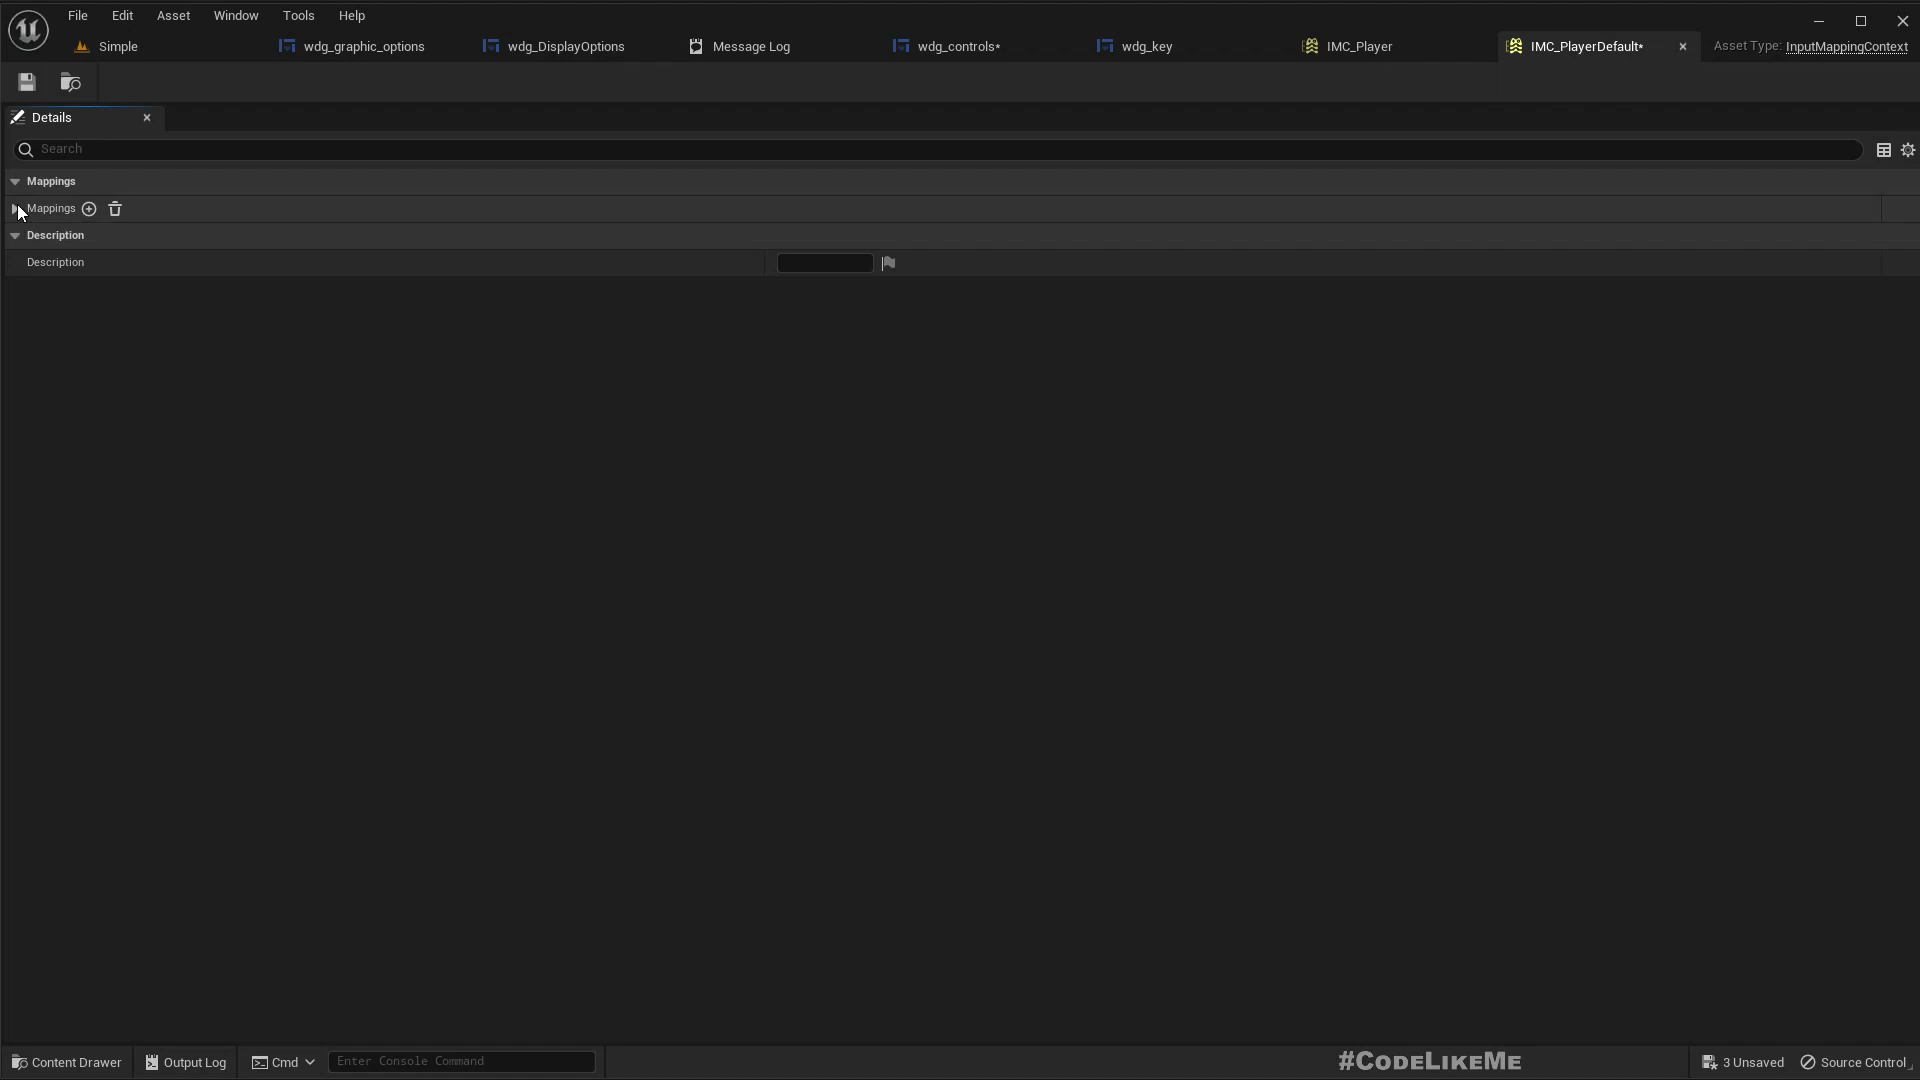 File Edit Asset Window Tools Help
Simple wdg_graphic_options wdg_DisplayOptions Message Log wdg_controls* wdg_key IMC_Player IMC_PlayerDefault* Asset Type: InputMappingContext
Details
Search
Mappings
Mappings
Description
Description
Content Drawer Output Log Cmd Enter Console Command #CodeLikeMe 3 Unsaved Source Control